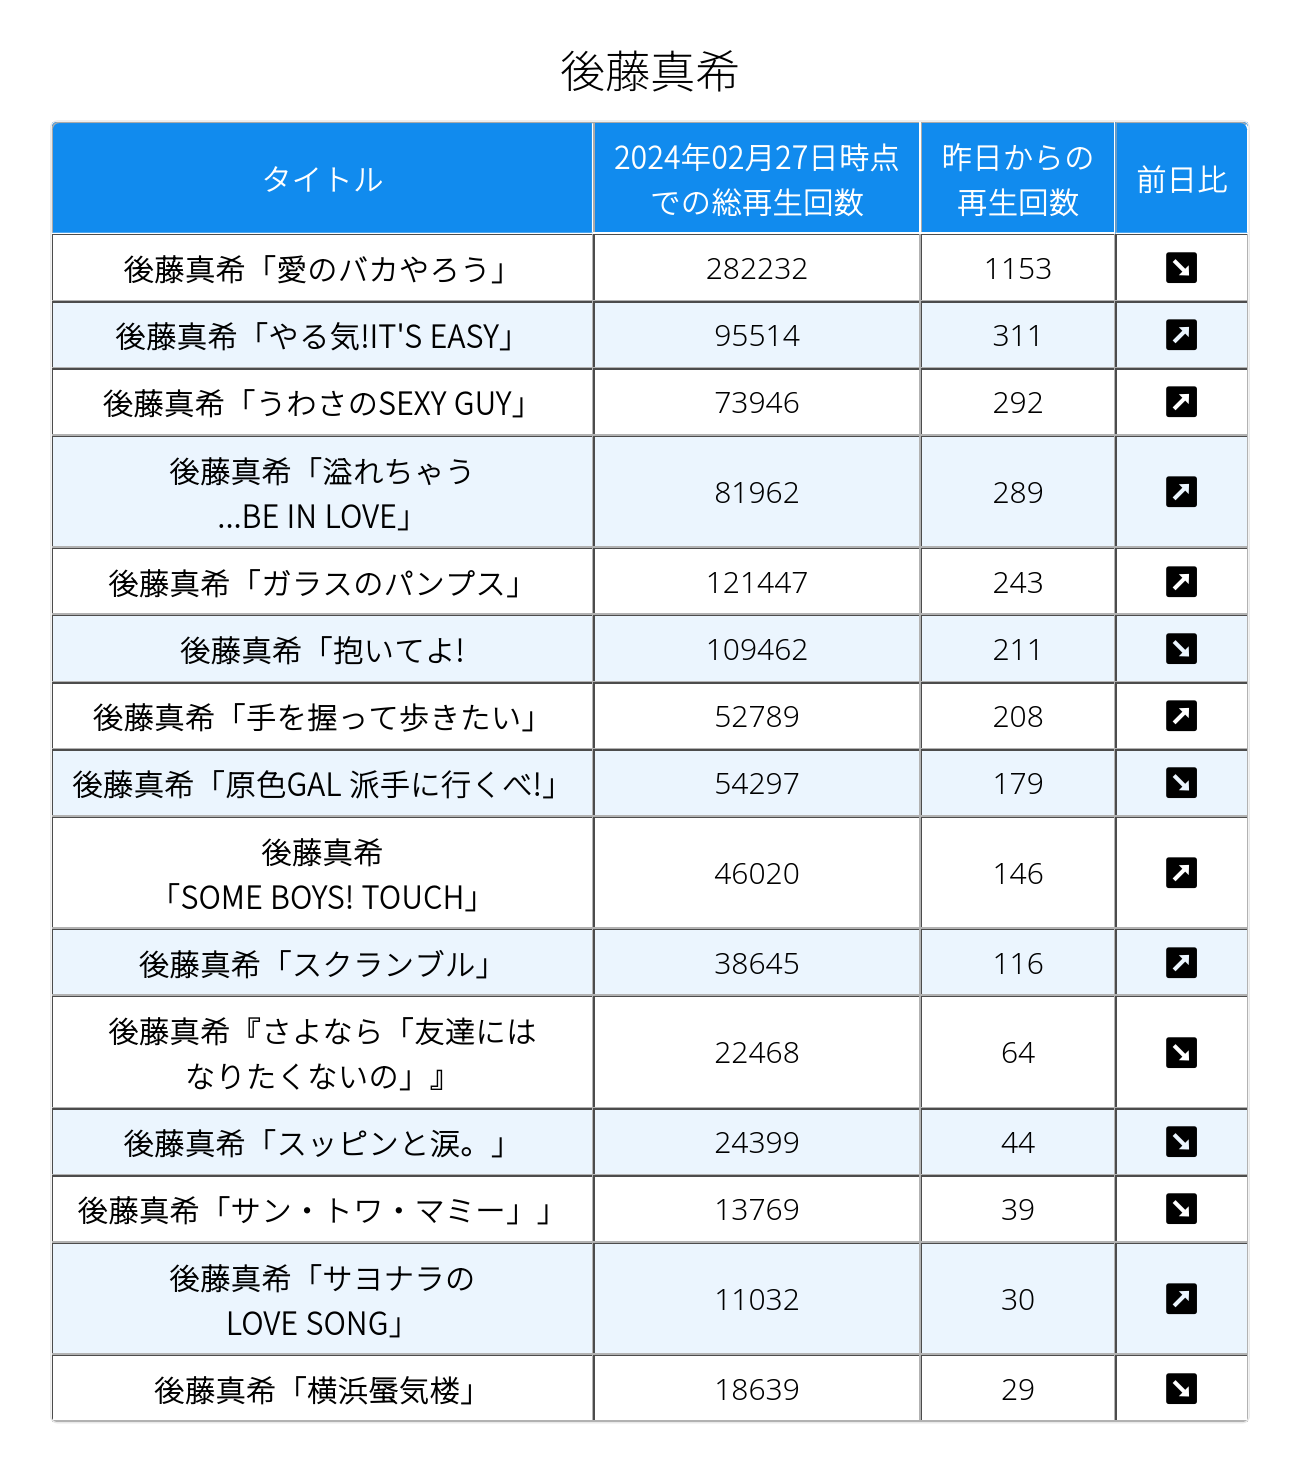 後藤真希
タイトル
2024年02月27日時点
での総再生回数
昨日からの
再生回数
前日比
後藤真希「愛のバカやろう」 282232 1153
後藤真希「やる気!IT'S EASY」 95514 311
後藤真希「うわさのSEXY GUY」 73946 292
後藤真希「溢れちゃう
...BE IN LOVE」 81962 289
後藤真希「ガラスのパンプス」 121447 243
後藤真希「抱いてよ! 109462 211
後藤真希「手を握って歩きたい」 52789 208
後藤真希「原色GAL 派手に行くべ!」 54297 179
後藤真希
「SOME BOYS! TOUCH」 46020 146
後藤真希「スクランブル」 38645 116
後藤真希『さよなら「友達には
なりたくないの」』 22468 64
後藤真希「スッピンと涙。」 24399 44
後藤真希「サン・トワ・マミー」」 13769 39
後藤真希「サヨナラの
LOVE SONG」 11032 30
後藤真希「横浜蜃気楼」 18639 29